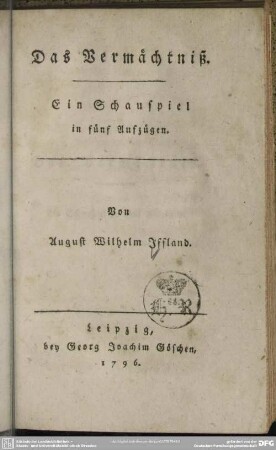 Das Vermächtniß.
Ein Schauspiel
in fünf Aufzügen.
Von
August Wilhelm Iffland.
Leipzig,
bey Georg Joachim Göschen,
1796.